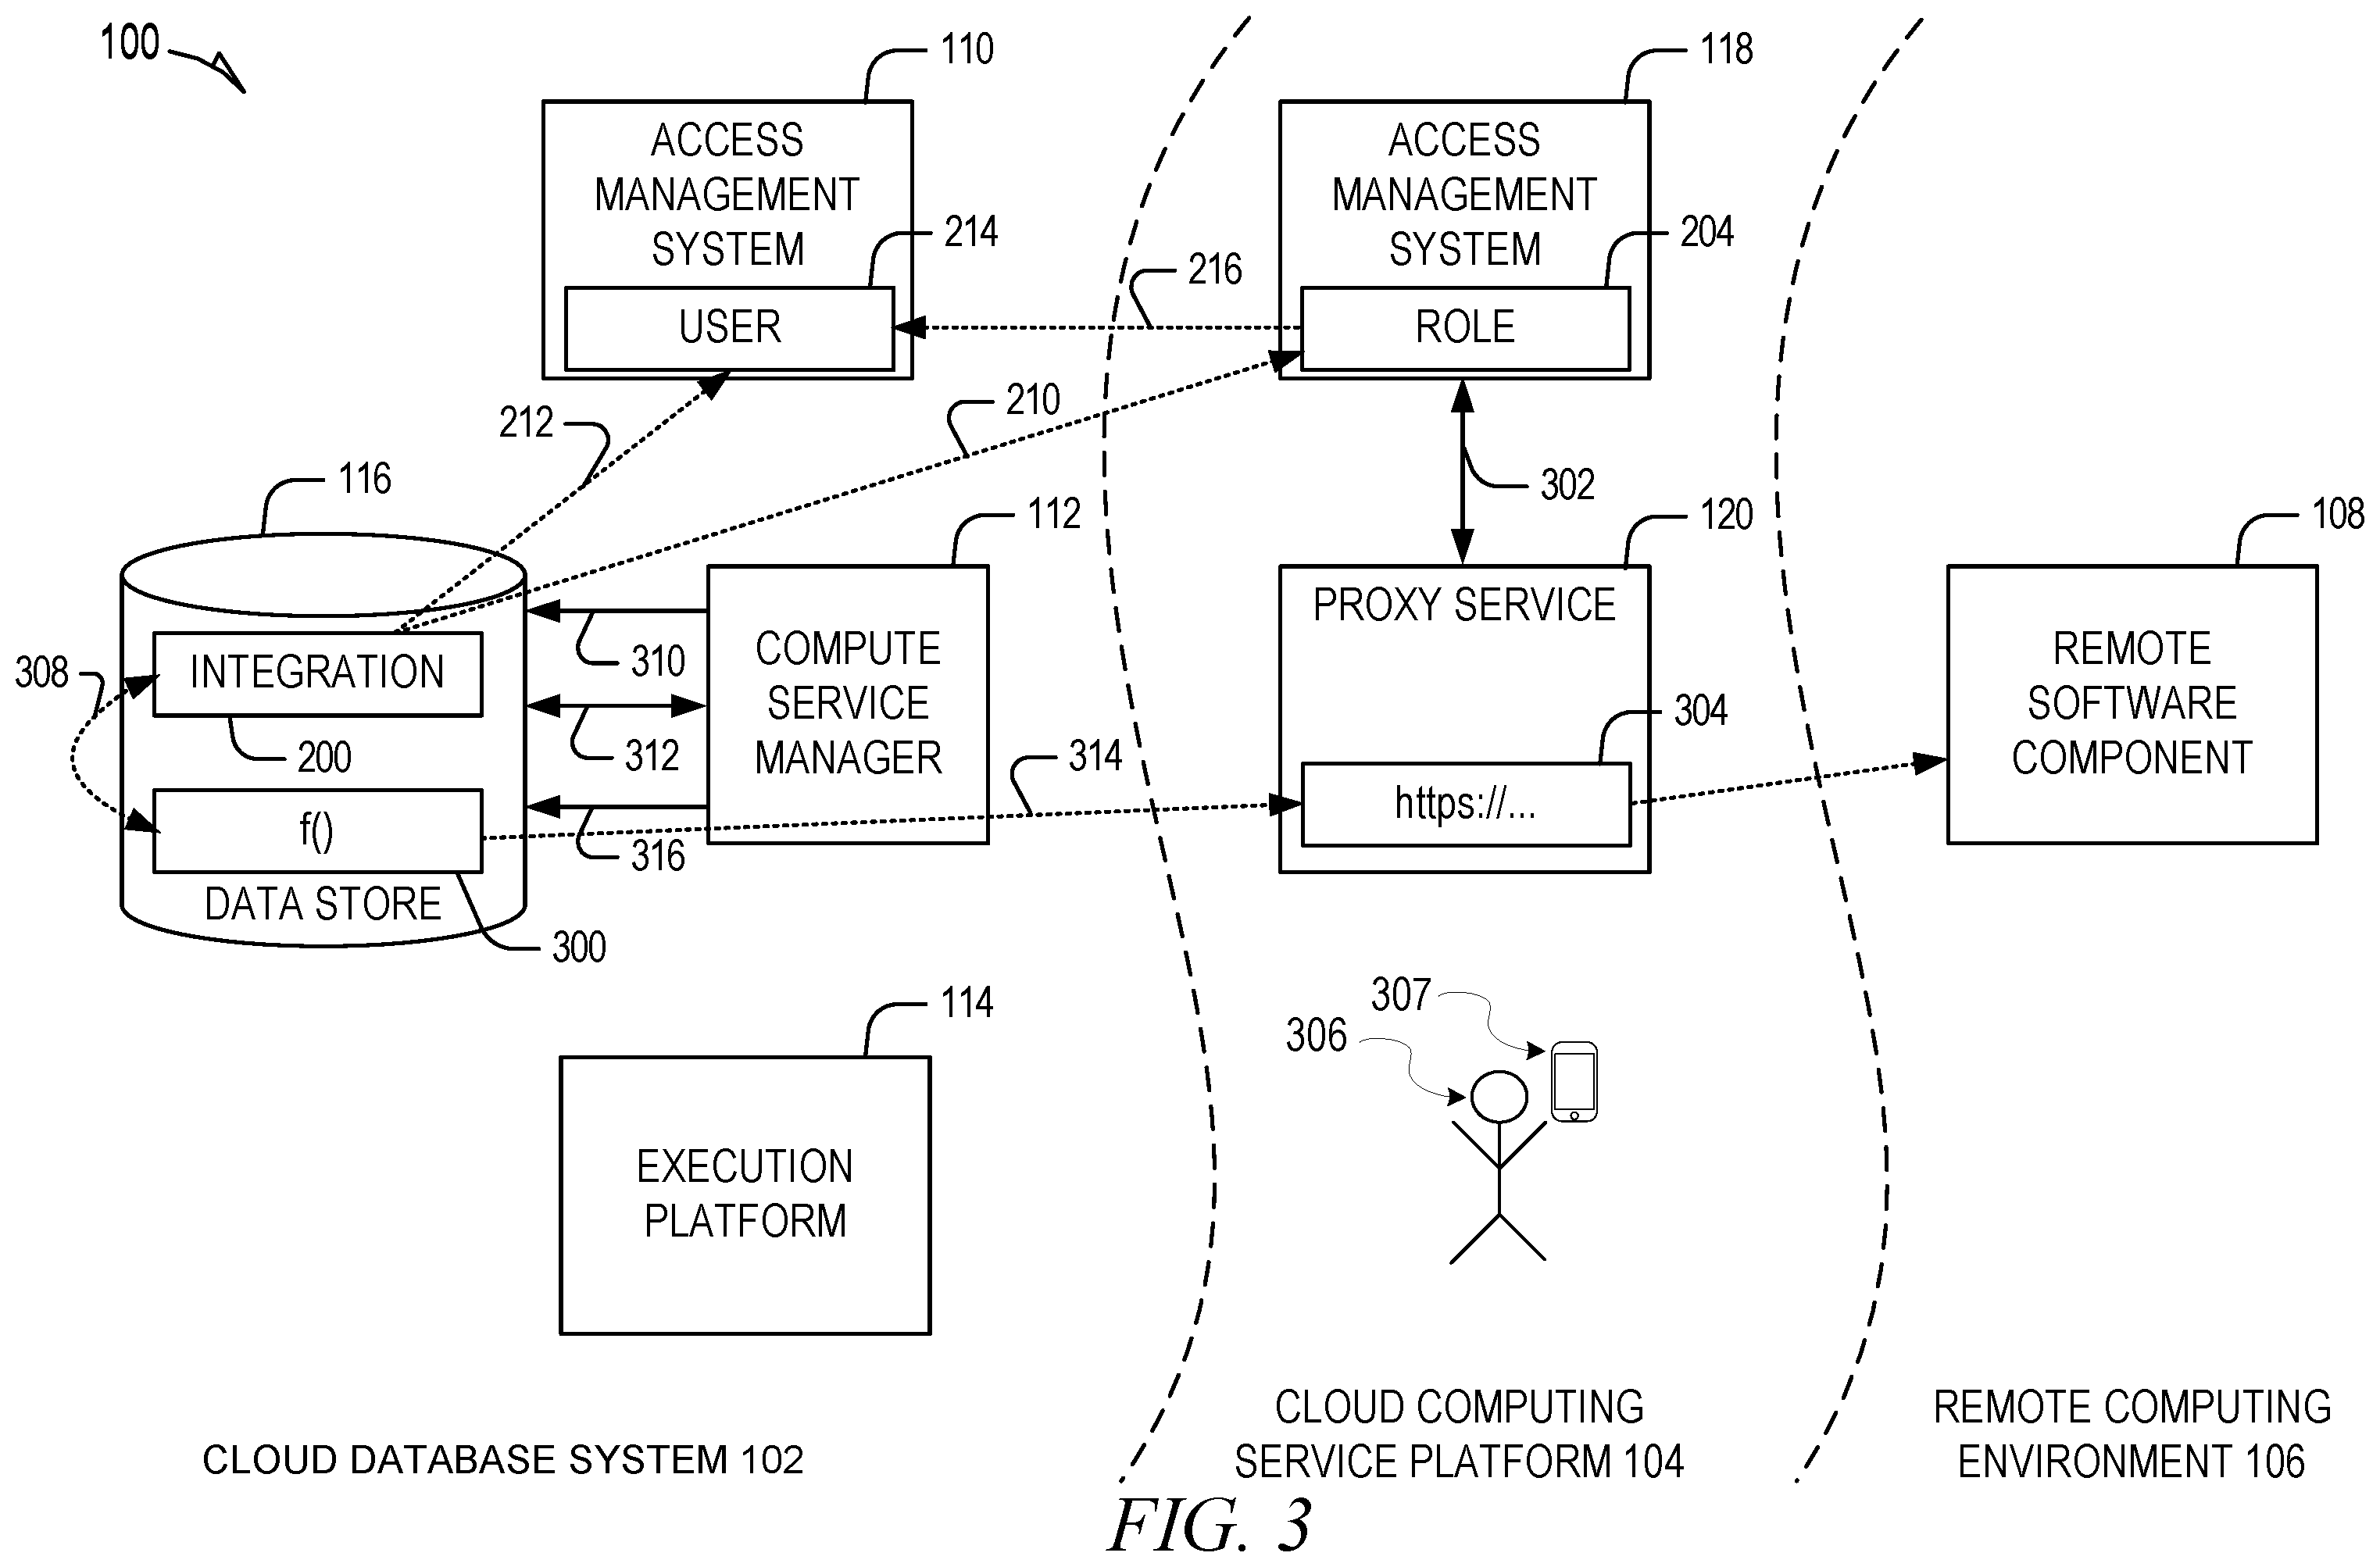 100
110
118
ACCESS
MANAGEMENT
SYSTEM
214
USER
ACCESS
MANAGEMENT
SYSTEM
204
ROLE
216
212
210
302
116
112
120
108
308
INTEGRATION
200
f()
DATA STORE
300
310
312
316
COMPUTE
SERVICE
MANAGER
314
PROXY SERVICE
304
https://...
REMOTE
SOFTWARE
COMPONENT
114
EXECUTION
PLATFORM
307
306
CLOUD DATABASE SYSTEM 102
CLOUD COMPUTING
SERVICE PLATFORM 104
REMOTE COMPUTING
ENVIRONMENT 106
FIG. 3